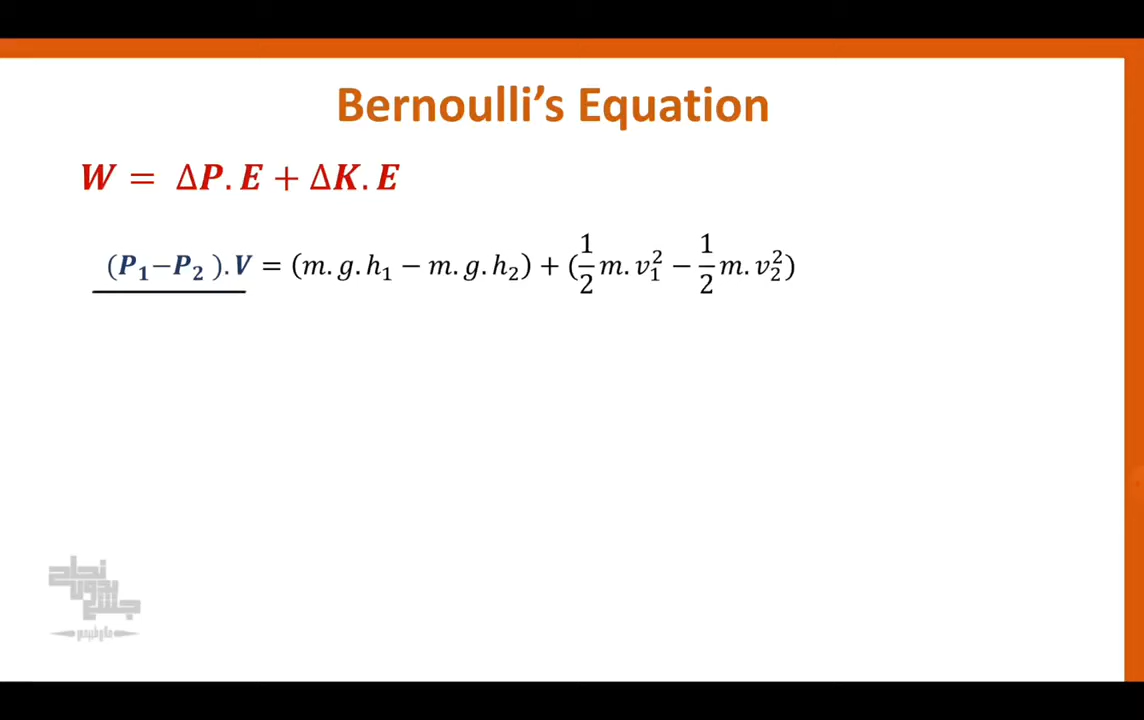 Bernoulli's Equation
W = ΔP.E + ΔK.E
(P₁−P₂ ).V = (m.g.h₁ − m.g.h₂) + (½m.v₁² − ½m.v₂²)